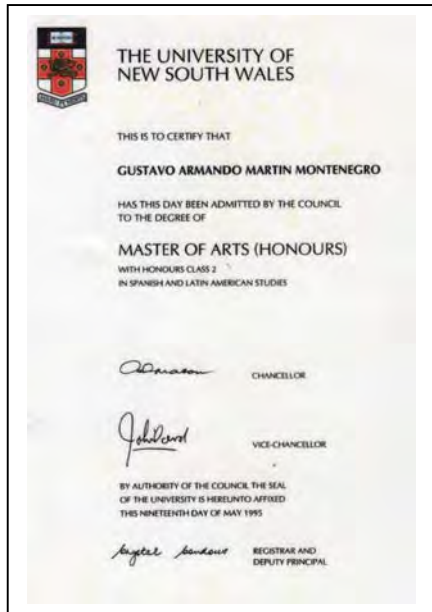 THE UNIVERSITY OF
NEW SOUTH WALES
THIS IS TO CERTIFY THAT
GUSTAVO ARMANDO MARTIN MONTENEGRO
HAS THIS DAY BEEN ADMITTED BY THE COUNCIL
TO THE DEGREE OF
MASTER OF ARTS (HONOURS)
WITH HONOURS CLASS 2
IN SPANISH AND LATIN AMERICAN STUDIES
CHANCELLOR
VICE-CHANCELLOR
BY AUTHORITY OF THE COUNCIL THE SEAL
OF THE UNIVERSITY IS HEREUNTO AFFIXED
THIS NINETEENTH DAY OF MAY 1995
REGISTRAR AND
DEPUTY PRINCIPAL